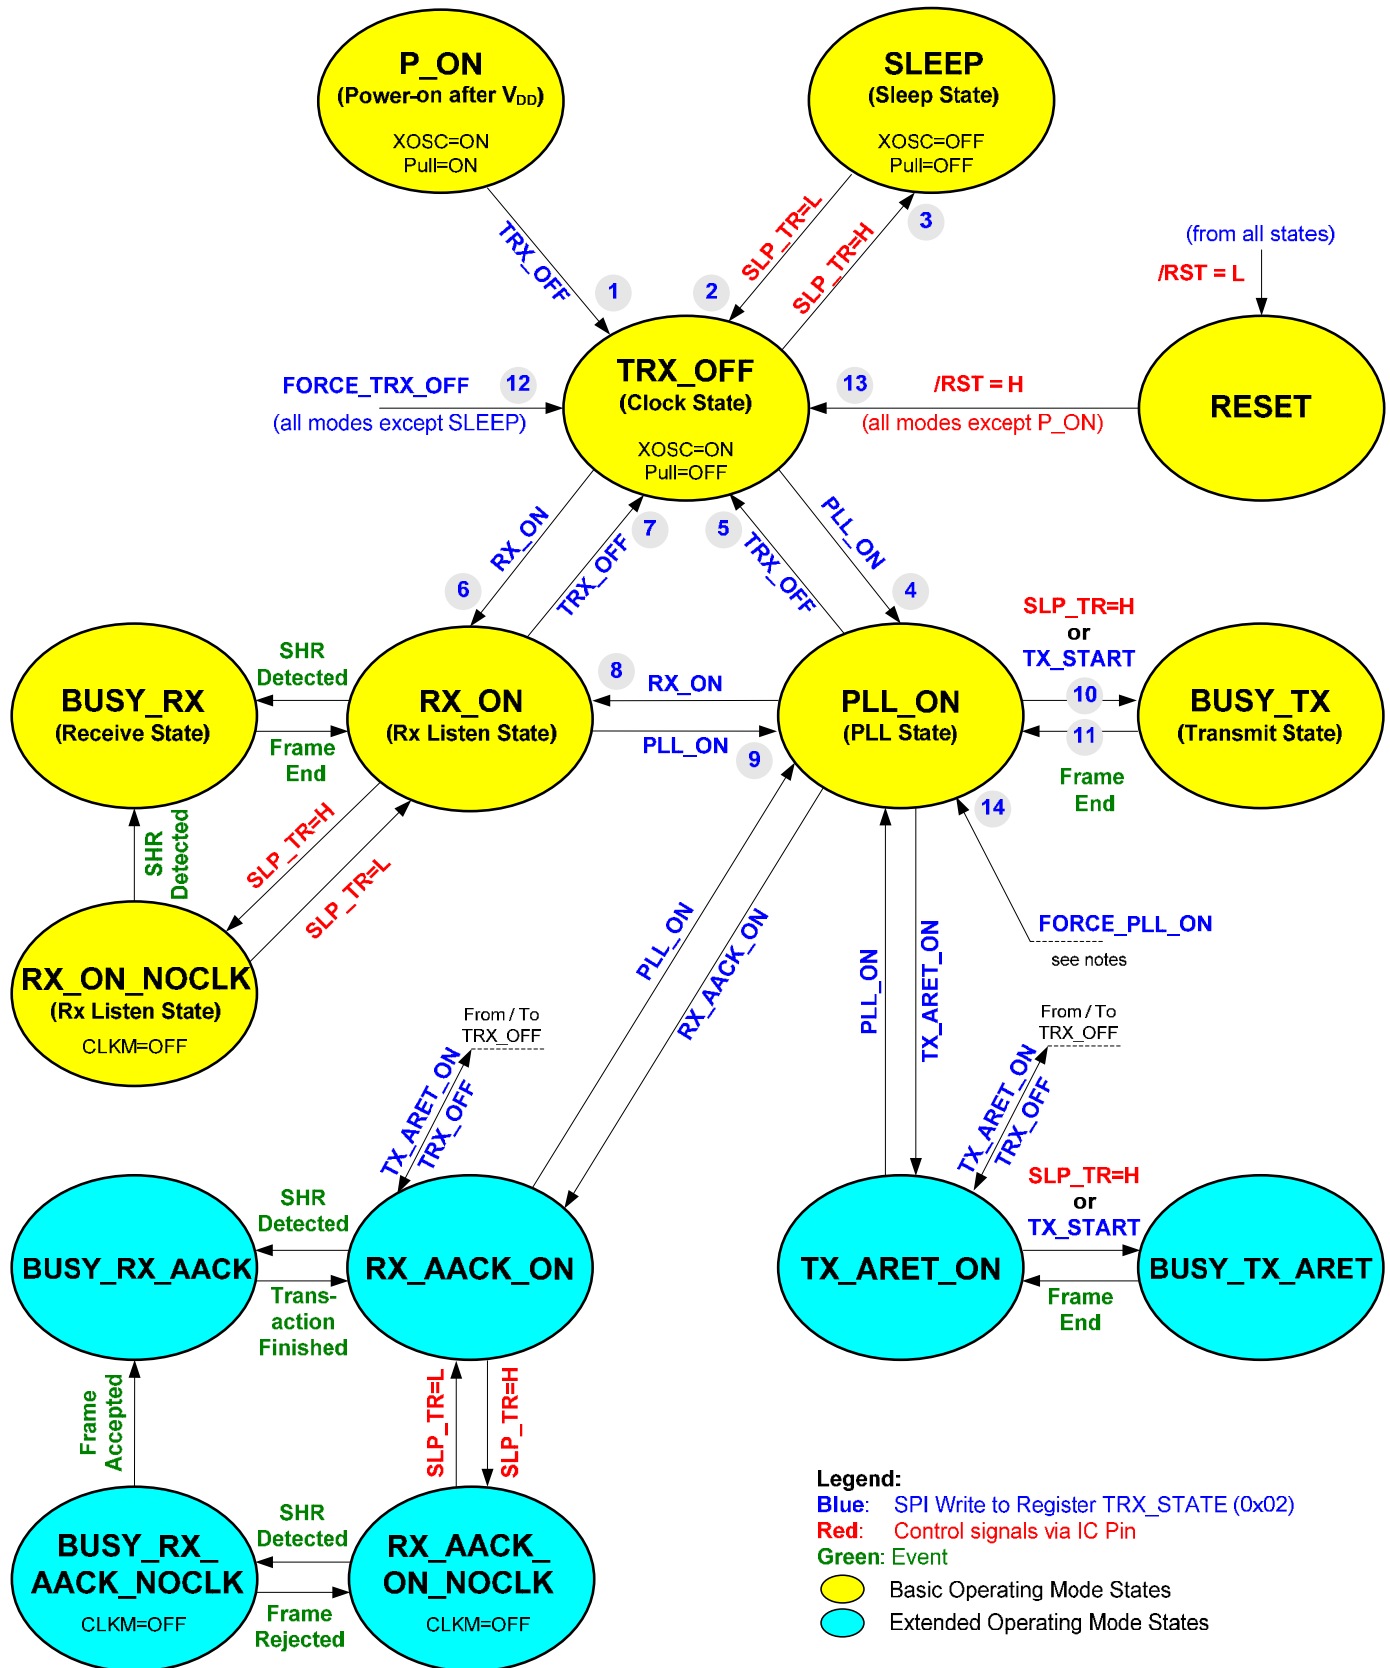 P_ON
(Power-on after VDD)
XOSC=ON
Pull=ON
SLEEP
(Sleep State)
XOSC=OFF
Pull=OFF
TRX_OFF
1
SLP_TR=L
2
SLP_TR=H
3
(from all states)
/RST = L
TRX_OFF
(Clock State)
XOSC=ON
Pull=OFF
FORCE_TRX_OFF
12
(all modes except SLEEP)
13
/RST = H
(all modes except P_ON)
RESET
RX_ON
6
TRX_OFF
7
TRX_OFF
5
PLL_ON
4
BUSY_RX
(Receive State)
SHR
Detected
Frame
End
RX_ON
(Rx Listen State)
8
RX_ON
PLL_ON
9
PLL_ON
(PLL State)
SLP_TR=H
or
TX_START
10
11
Frame
End
BUSY_TX
(Transmit State)
14
FORCE_PLL_ON
see notes
SHR
Detected
SLP_TR=H
SLP_TR=L
RX_ON_NOCLK
(Rx Listen State)
CLKM=OFF
PLL_ON
RX_AACK_ON
PLL_ON
TX_ARET_ON
From / To
TRX_OFF
TX_ARET_ON
TRX_OFF
From / To
TRX_OFF
TX_ARET_ON
TRX_OFF
BUSY_RX_AACK
SHR
Detected
Trans-
action
Finished
RX_AACK_ON
TX_ARET_ON
SLP_TR=H
or
TX_START
Frame
End
BUSY_TX_ARET
Frame
Accepted
SLP_TR=L
SLP_TR=H
BUSY_RX_
AACK_NOCLK
CLKM=OFF
SHR
Detected
Frame
Rejected
RX_AACK_
ON_NOCLK
CLKM=OFF
Legend:
Blue: SPI Write to Register TRX_STATE (0x02)
Red: Control signals via IC Pin
Green: Event
Basic Operating Mode States
Extended Operating Mode States